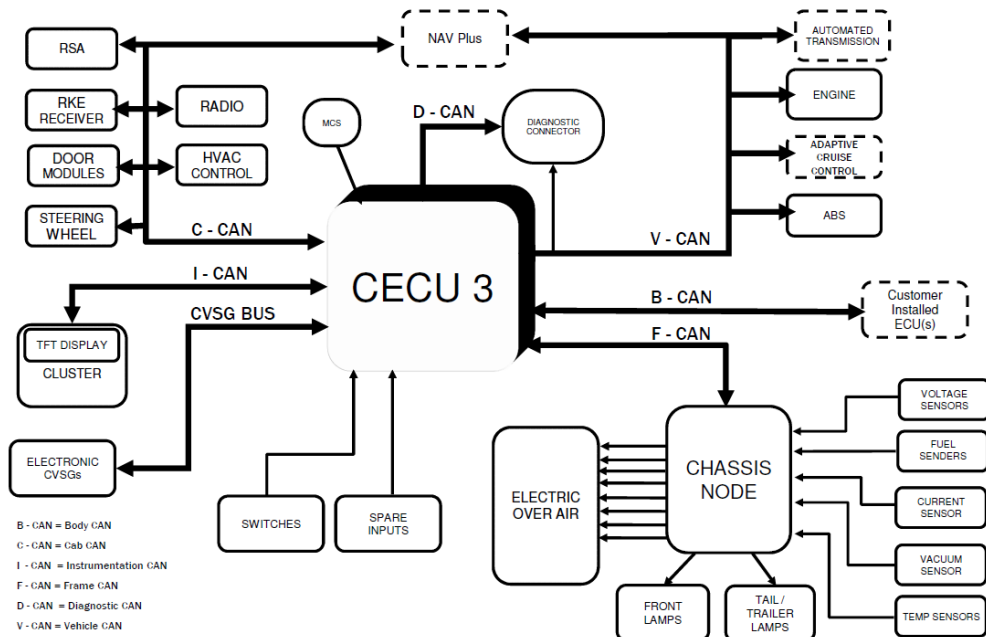 RSA
NAV Plus
AUTOMATED
TRANSMISSION
RKE
RECEIVER
RADIO
MCS
D - CAN
DIAGNOSTIC
CONNECTOR
ENGINE
DOOR
MODULES
HVAC
CONTROL
ADAPTIVE
CRUISE
CONTROL
STEERING
WHEEL
C - CAN
V - CAN
ABS
I - CAN
CECU 3
B - CAN
Customer
Installed
ECU(s)
CVSG BUS
F - CAN
TFT DISPLAY
CLUSTER
VOLTAGE
SENSORS
FUEL
SENDERS
ELECTRONIC
CVSGs
ELECTRIC
OVER AIR
CHASSIS
NODE
CURRENT
SENSOR
SWITCHES
SPARE
INPUTS
VACUUM
SENSOR
FRONT
LAMPS
TAIL /
TRAILER
LAMPS
TEMP SENSORS
B - CAN = Body CAN
C - CAN = Cab CAN
I - CAN = Instrumentation CAN
F - CAN = Frame CAN
D - CAN = Diagnostic CAN
V - CAN = Vehicle CAN